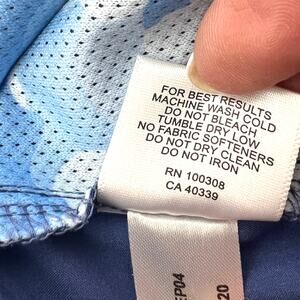 FOR BEST RESULTS
MACHINE WASH COLD
DO NOT BLEACH
TUMBLE DRY LOW
NO FABRIC SOFTENERS
DO NOT DRY CLEAN
DO NOT IRON
RN 100308
CA 40339
20